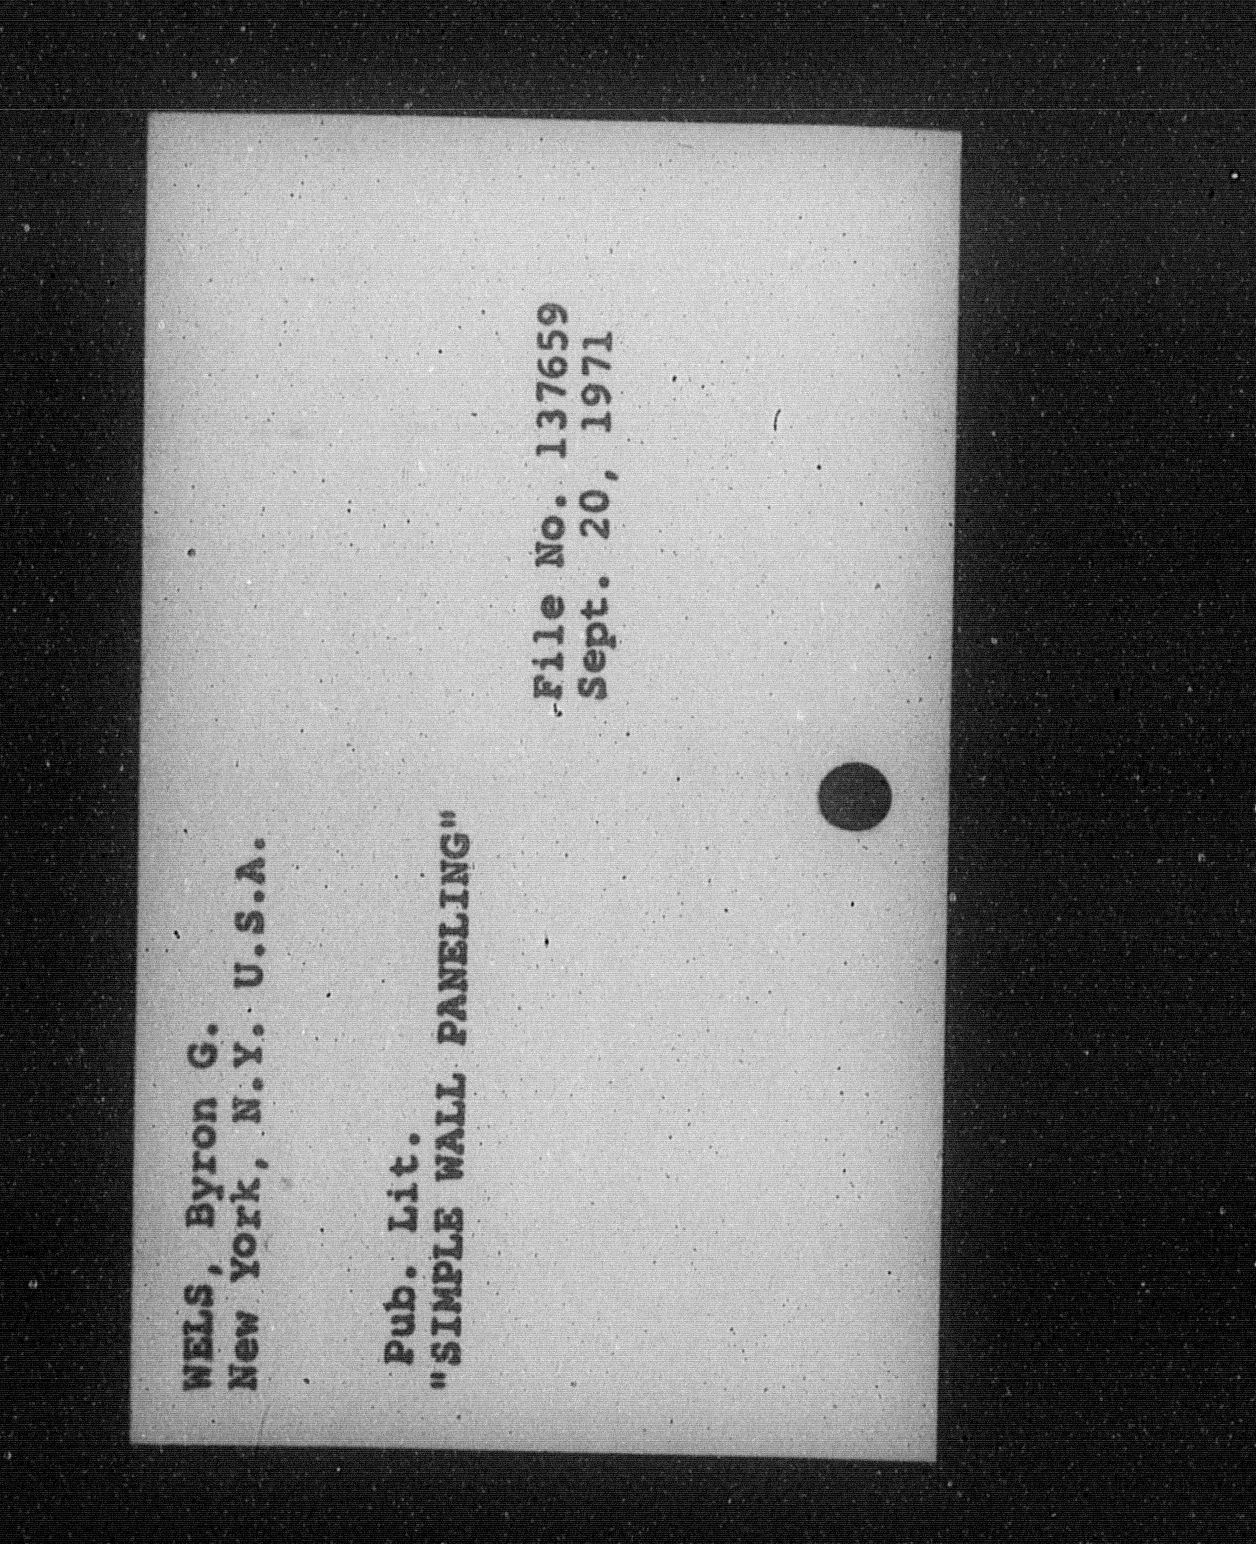 WELS, Byron G.
New York, N.Y. U.S.A.
Pub. Lit.
"SIMPLE WALL PANELING"
File No. 137659
Sept. 20, 1971